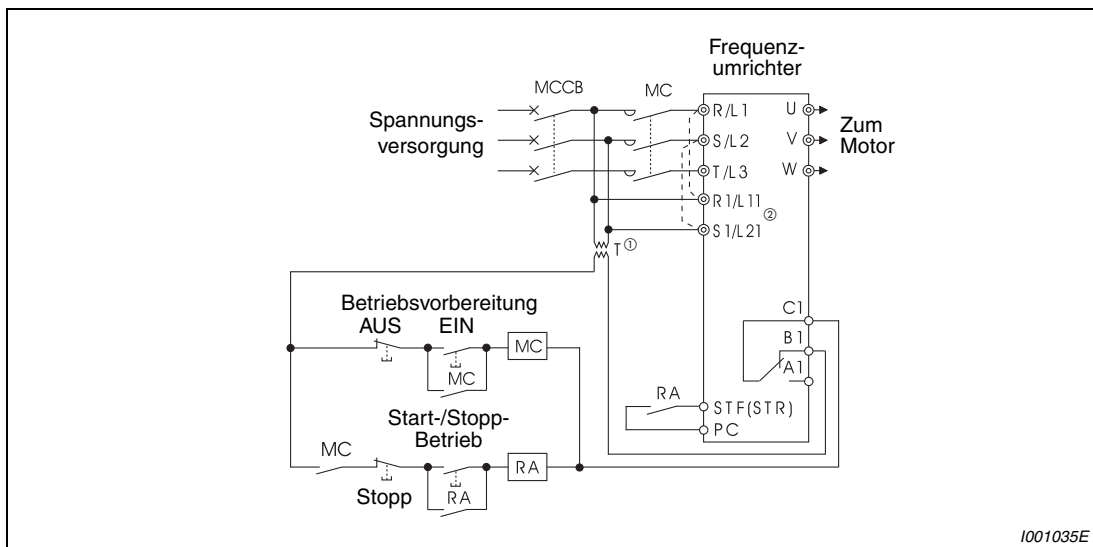 Frequenz-
umrichter
MCCB
MC
Spannungs-
versorgung
R/L1
S/L2
T/L3
R1/L11
S1/L21
②
U
V
W
Zum
Motor
T①
Betriebsvorbereitung
AUS
EIN
MC
MC
C1
B1
A1
RA
STF(STR)
PC
Start-/Stopp-
Betrieb
MC
Stopp
RA
RA
I001035E